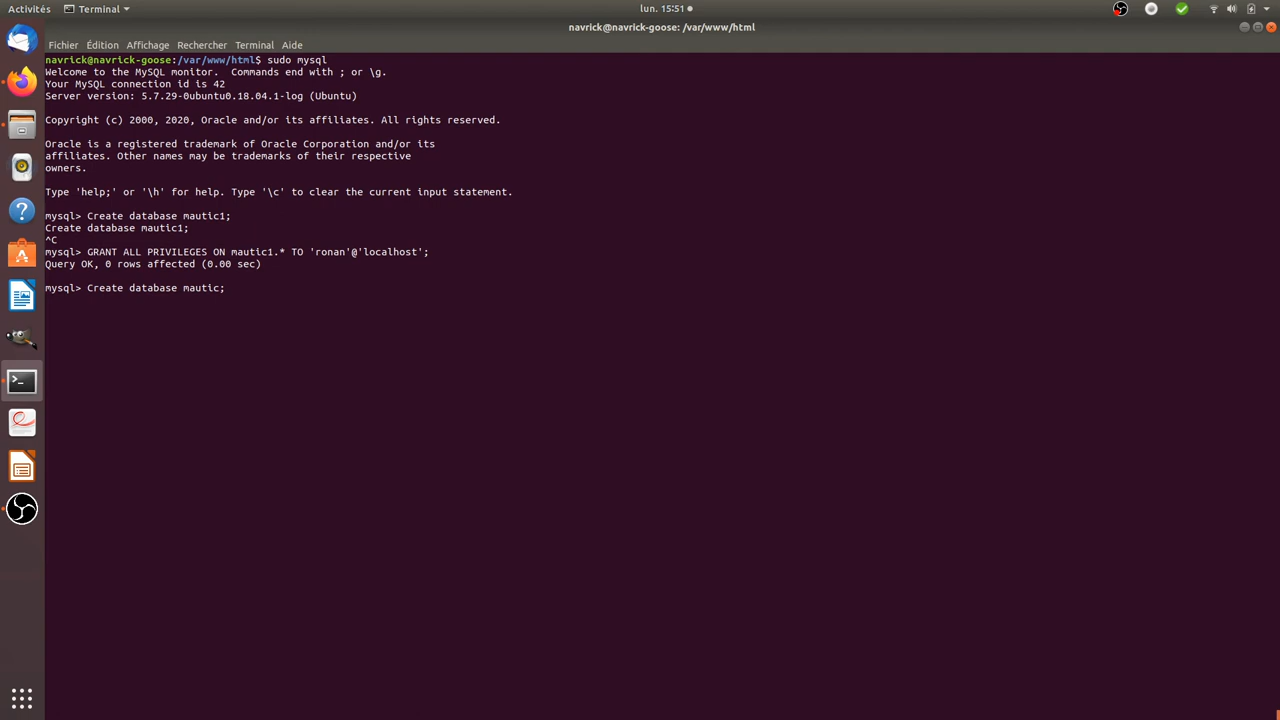 Activités
Terminal
lun. 15:51
navrick@navrick-goose: /var/www/html
Fichier Édition Affichage Rechercher Terminal Aide
navrick@navrick-goose:/var/www/html$ sudo mysql
Welcome to the MySQL monitor.  Commands end with ; or \g.
Your MySQL connection id is 42
Server version: 5.7.29-0ubuntu0.18.04.1-log (Ubuntu)
Copyright (c) 2000, 2020, Oracle and/or its affiliates. All rights reserved.
Oracle is a registered trademark of Oracle Corporation and/or its
affiliates. Other names may be trademarks of their respective
owners.
Type 'help;' or '\h' for help. Type '\c' to clear the current input statement.
mysql> Create database mautic1;
Create database mautic1;
^C
mysql> GRANT ALL PRIVILEGES ON mautic1.* TO 'ronan'@'localhost';
Query OK, 0 rows affected (0.00 sec)
mysql> Create database mautic;